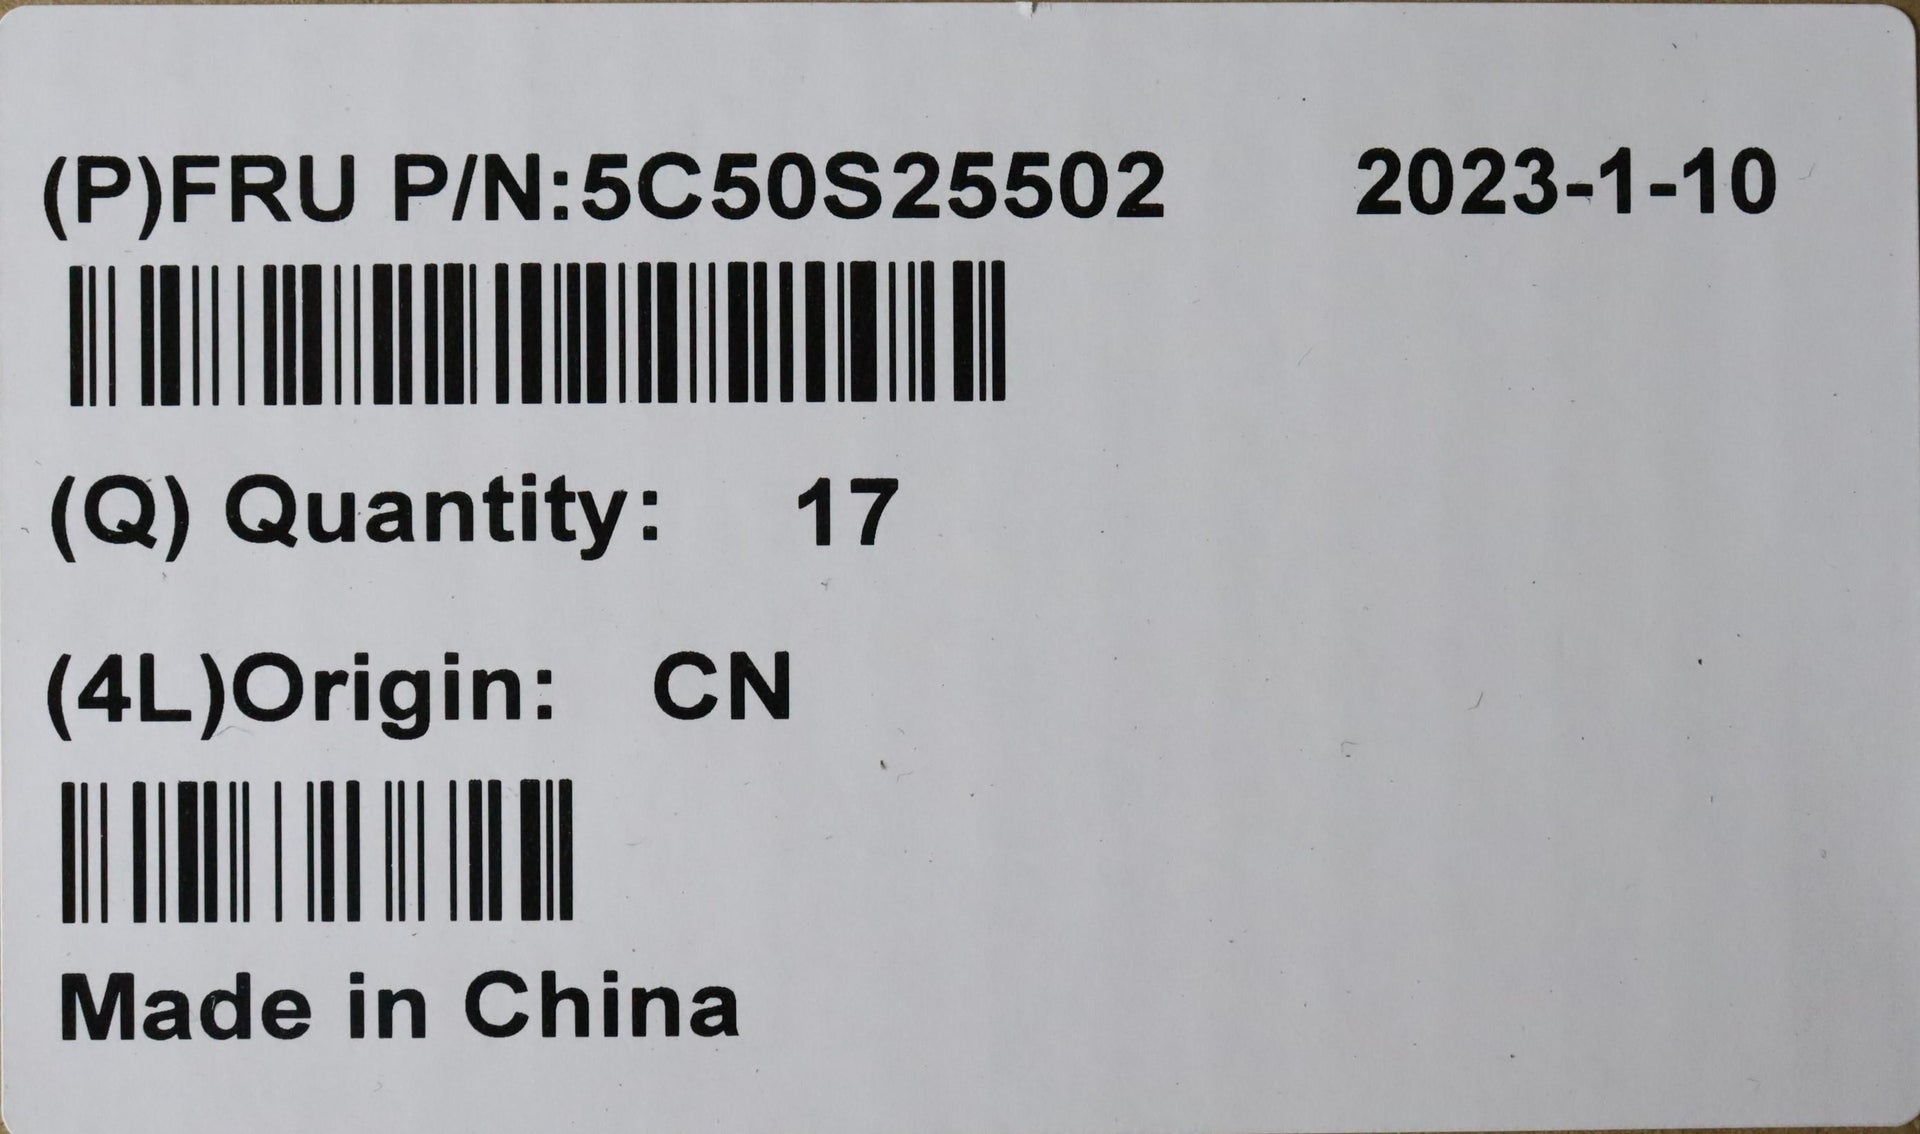 (P)FRU P/N:5C50S25502 2023-1-10
(Q) Quantity: 17
(4L)Origin: CN
Made in China